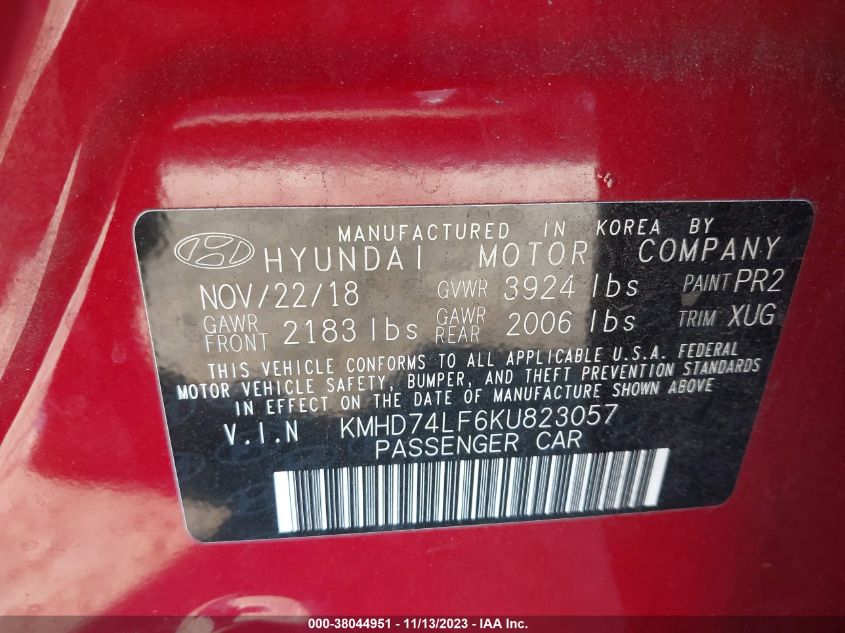 MANUFACTURED IN KOREA BY
HYUNDAI MOTOR COMPANY
NOV/22/18 GVWR 3924 lbs PAINT PR2
GAWR FRONT 2183 lbs GAWR REAR 2006 lbs TRIM XUG
THIS VEHICLE CONFORMS TO ALL APPLICABLE U.S.A. FEDERAL
MOTOR VEHICLE SAFETY, BUMPER, AND THEFT PREVENTION STANDARDS
IN EFFECT ON THE DATE OF MANUFACTURE SHOWN ABOVE
V.I.N KMHD74LF6KU823057
PASSENGER CAR
000-38044951 - 11/13/2023 - IAA Inc.